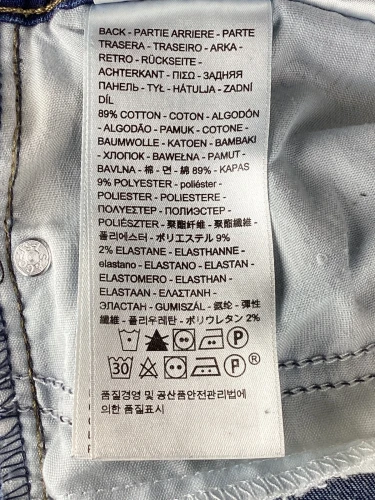 BACK - PARTIE ARRIERE - PARTE
TRASERA - TRASEIRO - ARKA -
RETRO - RÜCKSEITE -
ACHTERKANT - ΠΙΣΩ - ЗАДНЯЯ
ПАНЕЛЬ - TYŁ - HÁTULJA - ZADNÍ
DÍL
89% COTTON - COTON - ALGODÓN
- ALGODÃO - PAMUK - COTONE -
BAUMWOLLE - KATOEN - BAMBAKI
- ХЛОПОК - BAWEŁNA - PAMUT -
BAVLNA - 棉 - 면 - 綿 89% - KAPAS
9% POLYESTER - poliéster -
POLIESTER - POLIESTERE -
ΠΟΛΥΕΣΤΕΡ - ПОЛИЭСТЕР -
POLIÉSZTER - 聚酯纤维 - 聚酯纖維 -
폴리에스터 - ポリエステル 9%
2% ELASTANE - ELASTHANNE -
elastano - ELASTANO - ELASTAN -
ELASTOMERO - ELASTHAN -
ELASTAAN - ΕΛΑΣΤΑΝΗ -
ЭЛАСТАН - GUMISZÁL - 氨纶 - 彈性
纖維 - 폴리우레탄 - ポリウレタン 2%
P
30 P ®
품질경영 및 공산품안전관리법에
의한 품질표시